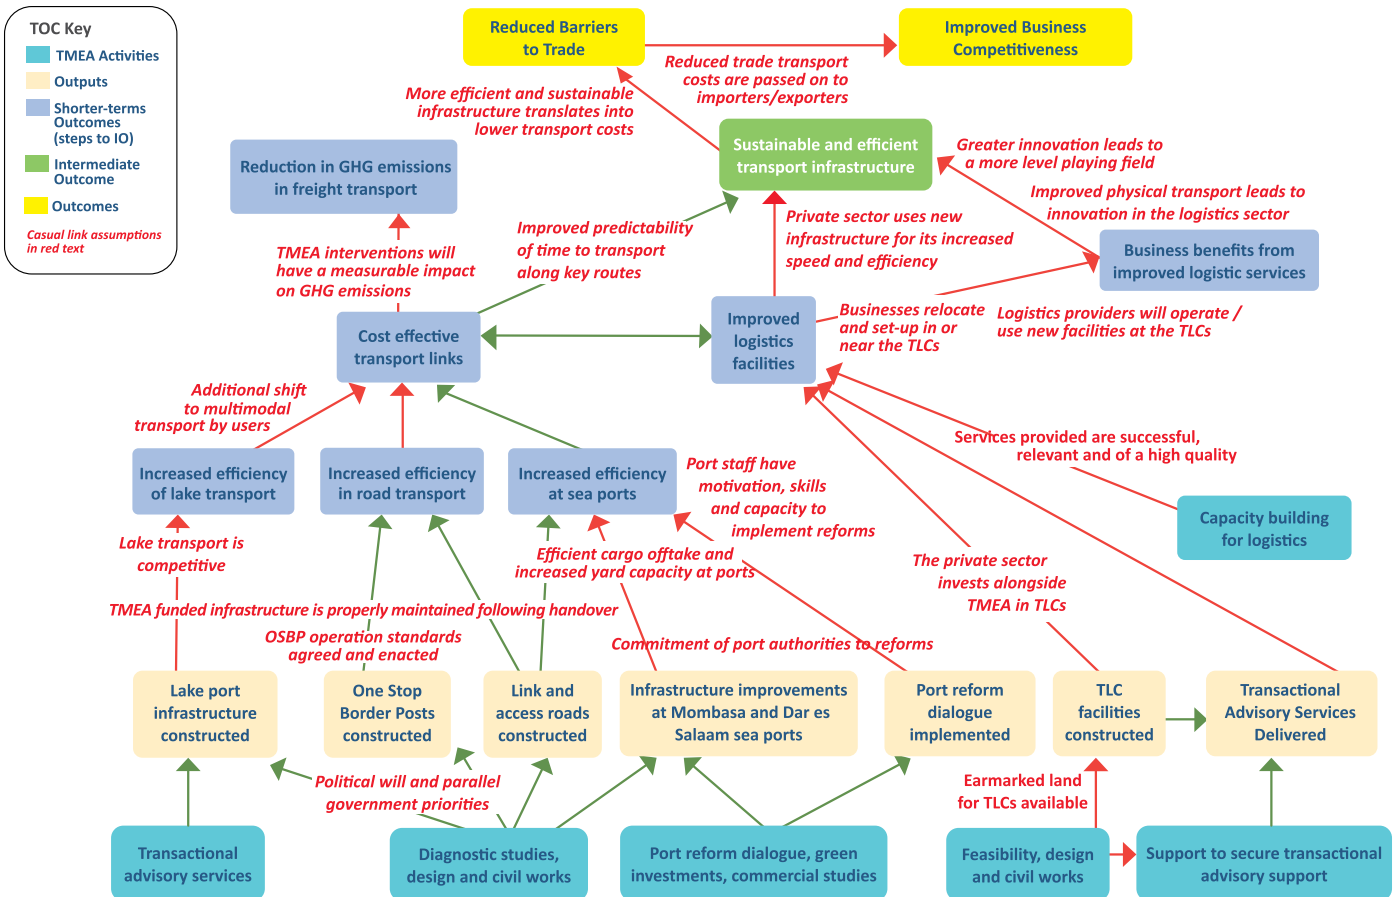 TOC Key
TMEA Activities
Outputs
Shorter-terms
Outcomes
(steps to IO)
Intermediate
Outcome
Outcomes
Casual link assumptions
in red text
Reduced Barriers
to Trade
Improved Business
Competitiveness
Reduced trade transport
costs are passed on to
importers/exporters
More efficient and sustainable
infrastructure translates into
lower transport costs
Sustainable and efficient
transport infrastructure
Greater innovation leads to
a more level playing field
Reduction in GHG emissions
in freight transport
Improved physical transport leads to
innovation in the logistics sector
Improved predictability
of time to transport
along key routes
Private sector uses new
infrastructure for its increased
speed and efficiency
Business benefits from
improved logistic services
TMEA interventions will
have a measurable impact
on GHG emissions
Cost effective
transport links
Improved
logistics
facilities
Businesses relocate
and set-up in or
near the TLCs
Logistics providers will operate /
use new facilities at the TLCs
Additional shift
to multimodal
transport by users
Services provided are successful,
relevant and of a high quality
Increased efficiency
of lake transport
Increased efficiency
in road transport
Increased efficiency
at sea ports
Port staff have
motivation, skills
and capacity to
implement reforms
Capacity building
for logistics
Lake transport is
competitive
Efficient cargo offtake and
increased yard capacity at ports
The private sector
invests alongside
TMEA in TLCs
TMEA funded infrastructure is properly maintained following handover
OSBP operation standards
agreed and enacted
Commitment of port authorities to reforms
Lake port
infrastructure
constructed
One Stop
Border Posts
constructed
Link and
access roads
constructed
Infrastructure improvements
at Mombasa and Dar es
Salaam sea ports
Port reform
dialogue
implemented
TLC
facilities
constructed
Transactional
Advisory Services
Delivered
Political will and parallel
government priorities
Earmarked land
for TLCs available
Transactional
advisory services
Diagnostic studies,
design and civil works
Port reform dialogue, green
investments, commercial studies
Feasibility, design
and civil works
Support to secure transactional
advisory support